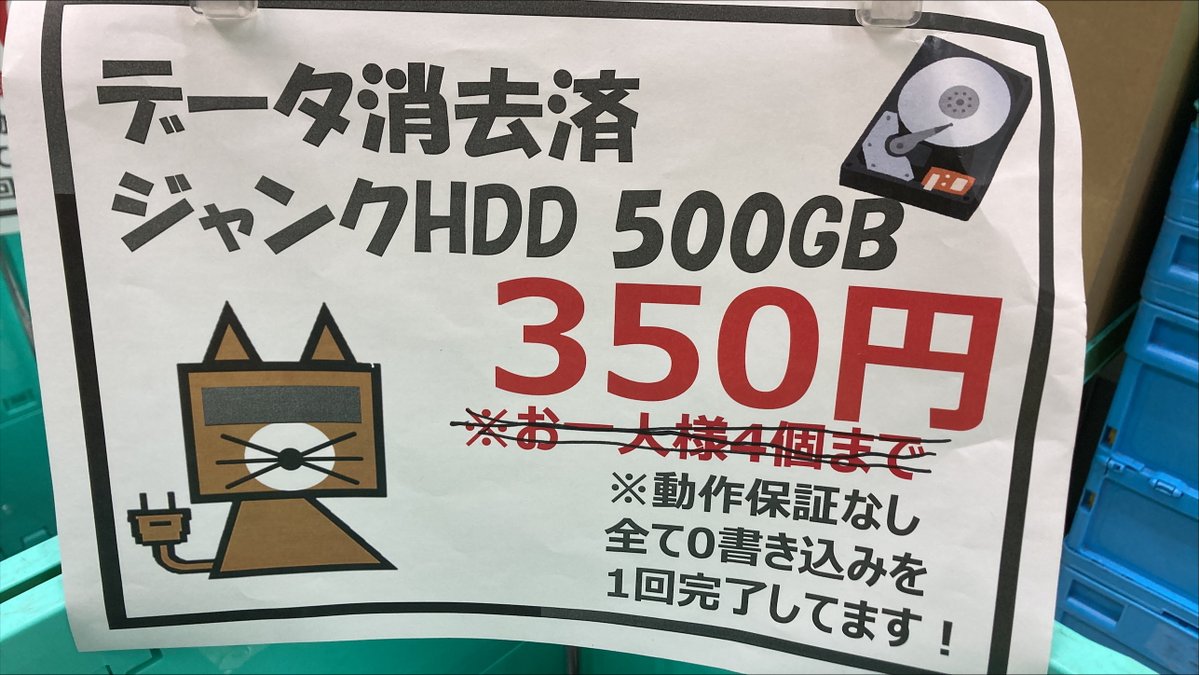 データ消去済
ジャンクHDD 500GB
350円
※お一人様4個まで
※動作保証なし
全て0書き込みを
1回完了してます!